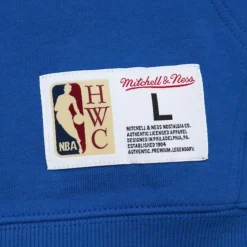 Mitchell & Ness
HWC
NBA
L
MITCHELL & NESS NOSTALGIA CO.
AUTHENTIC LICENSED APPAREL
DESIGNED IN PHILADELPHIA, PA.
ESTABLISHED 1904
AUTHENTIC. PREMIUM. LEGENDARY.